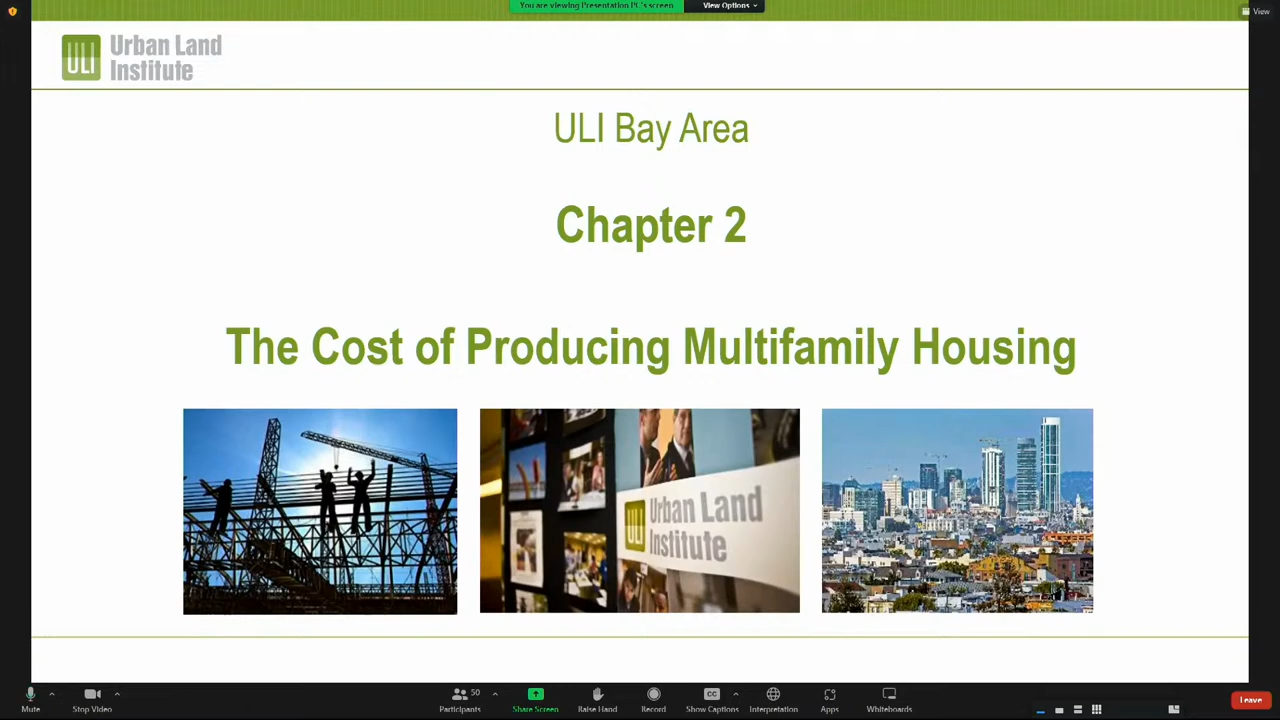 You are viewing Presentation PC's screen
View Options
View
ULI
Urban Land
Institute
ULI Bay Area
Chapter 2
The Cost of Producing Multifamily Housing
ULI
Urban Land
Institute
Mute
Stop Video
50
Participants
Share Screen
Raise Hand
Record
CC
Show Captions
Interpretation
Apps
Whiteboards
Leave